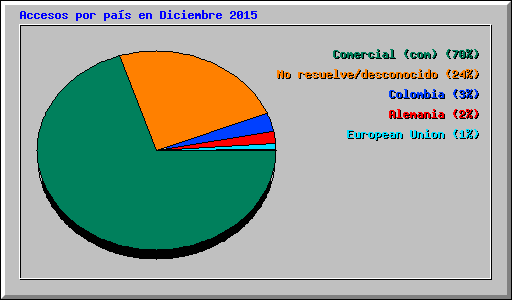 Accesos por país en Diciembre 2015
Comercial (com) (70%)
No resuelve/desconocido (24%)
Colombia (3%)
Alemania (2%)
European Union (1%)